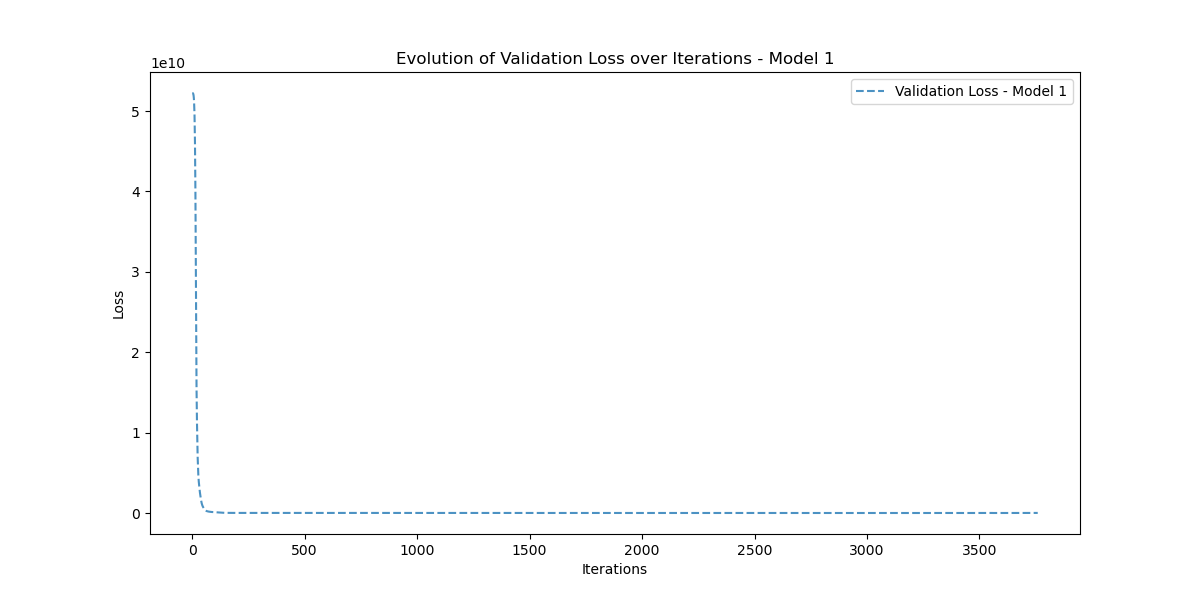 Evolution of Validation Loss over Iterations - Model 1
1e10
Validation Loss - Model 1
5
4
3
2
1
0
Loss
0 500 1000 1500 2000 2500 3000 3500
Iterations